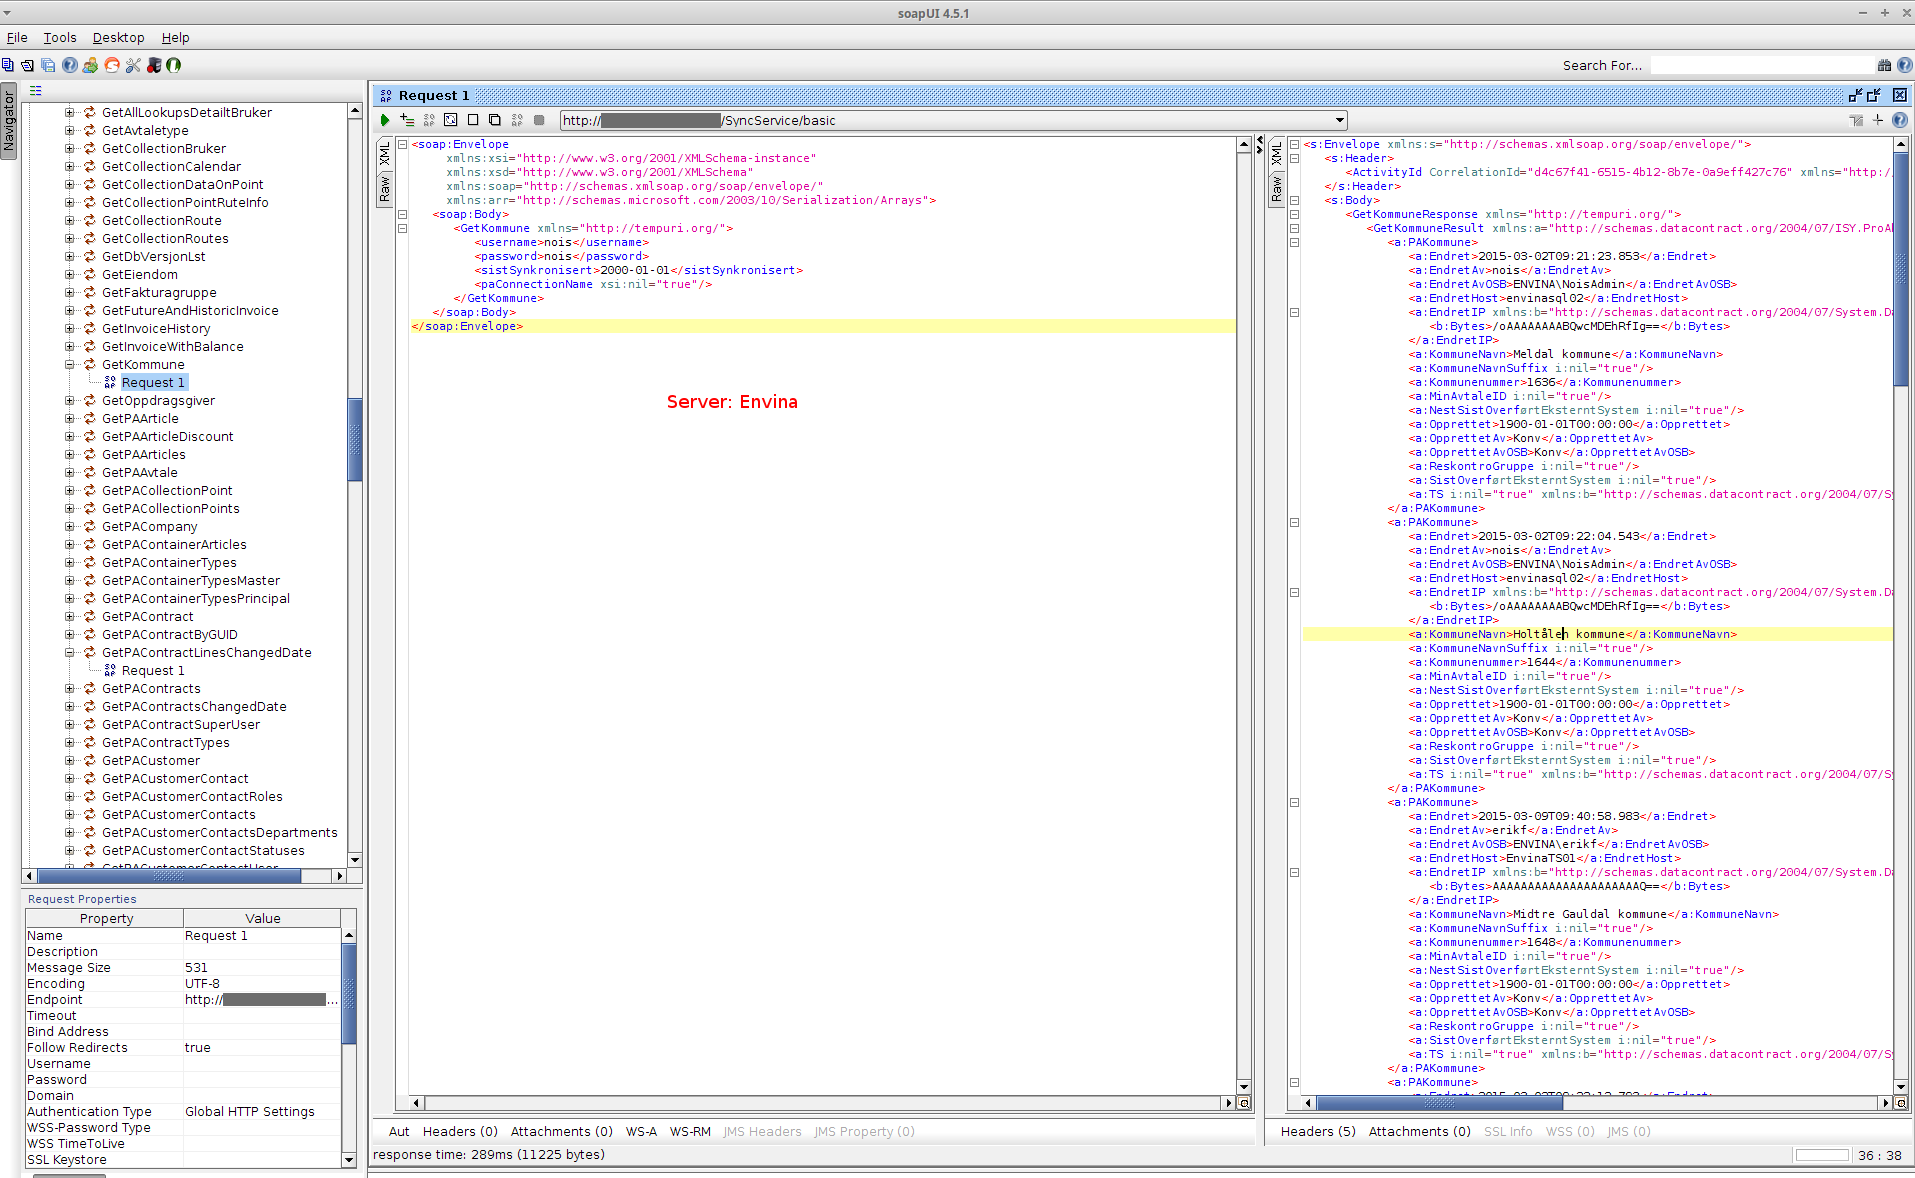 soapUI 4.5.1
File Tools Desktop Help
Search For...
Navigator
GetAllLookupsDetailtBruker
GetAvtaletype
GetCollectionBruker
GetCollectionCalendar
GetCollectionDataOnPoint
GetCollectionPointRuteInfo
GetCollectionRoute
GetCollectionRoutes
GetDbVersjonLst
GetEiendom
GetFakturagruppe
GetFutureAndHistoricInvoice
GetInvoiceHistory
GetInvoiceWithBalance
GetKommune
Request 1
GetOppdragsgiver
GetPAArticle
GetPAArticleDiscount
GetPAArticles
GetPAAvtale
GetPACollectionPoint
GetPACollectionPoints
GetPACompany
GetPAContainerArticles
GetPAContainerTypes
GetPAContainerTypesMaster
GetPAContainerTypesPrincipal
GetPAContract
GetPAContractByGUID
GetPAContractLinesChangedDate
Request 1
GetPAContracts
GetPAContractsChangedDate
GetPAContractSuperUser
GetPAContractTypes
GetPACustomer
GetPACustomerContact
GetPACustomerContactRoles
GetPACustomerContacts
GetPACustomerContactsDepartments
GetPACustomerContactStatuses
Request Properties
Property Value
Name Request 1
Description
Message Size 531
Encoding UTF-8
Endpoint http:// ...
Timeout
Bind Address
Follow Redirects true
Username
Password
Domain
Authentication Type Global HTTP Settings
WSS-Password Type
WSS TimeToLive
SSL Keystore
Request 1
http:// /SyncService/basic
XML
Raw
<soap:Envelope
xmlns:xsi="http://www.w3.org/2001/XMLSchema-instance"
xmlns:xsd="http://www.w3.org/2001/XMLSchema"
xmlns:soap="http://schemas.xmlsoap.org/soap/envelope/"
xmlns:arr="http://schemas.microsoft.com/2003/10/Serialization/Arrays">
<soap:Body>
<GetKommune xmlns="http://tempuri.org/">
<username>nois</username>
<password>nois</password>
<sistSynkronisert>2000-01-01</sistSynkronisert>
<paConnectionName xsi:nil="true"/>
</GetKommune>
</soap:Body>
</soap:Envelope>
Server: Envina
Aut Headers (0) Attachments (0) WS-A WS-RM JMS Headers JMS Property (0)
response time: 289ms (11225 bytes)
XML
Raw
<s:Envelope xmlns:s="http://schemas.xmlsoap.org/soap/envelope/">
<s:Header>
<ActivityId CorrelationId="d4c67f41-6515-4b12-8b7e-0a9eff427c76" xmlns="http:/
</s:Header>
<s:Body>
<GetKommuneResponse xmlns="http://tempuri.org/">
<GetKommuneResult xmlns:a="http://schemas.datacontract.org/2004/07/ISY.ProA
<a:PAKommune>
<a:Endret>2015-03-02T09:21:23.853</a:Endret>
<a:EndretAv>nois</a:EndretAv>
<a:EndretAvOSB>ENVINA\NoisAdmin</a:EndretAvOSB>
<a:EndretHost>envinasql02</a:EndretHost>
<a:EndretIP xmlns:b="http://schemas.datacontract.org/2004/07/System.D
<b:Bytes>/oAAAAAAAABQwcMDEhRfIg==</b:Bytes>
</a:EndretIP>
<a:KommuneNavn>Meldal kommune</a:KommuneNavn>
<a:KommuneNavnSuffix i:nil="true"/>
<a:Kommunenummer>1636</a:Kommunenummer>
<a:MinAvtaleID i:nil="true"/>
<a:NestSistOverførtEksterntSystem i:nil="true"/>
<a:Opprettet>1900-01-01T00:00:00</a:Opprettet>
<a:OpprettetAv>Konv</a:OpprettetAv>
<a:OpprettetAvOSB>Konv</a:OpprettetAvOSB>
<a:ReskontroGruppe i:nil="true"/>
<a:SistOverførtEksterntSystem i:nil="true"/>
<a:TS i:nil="true" xmlns:b="http://schemas.datacontract.org/2004/07/S
</a:PAKommune>
<a:PAKommune>
<a:Endret>2015-03-02T09:22:04.543</a:Endret>
<a:EndretAv>nois</a:EndretAv>
<a:EndretAvOSB>ENVINA\NoisAdmin</a:EndretAvOSB>
<a:EndretHost>envinasql02</a:EndretHost>
<a:EndretIP xmlns:b="http://schemas.datacontract.org/2004/07/System.D
<b:Bytes>/oAAAAAAAABQwcMDEhRfIg==</b:Bytes>
</a:EndretIP>
<a:KommuneNavn>Holtålen kommune</a:KommuneNavn>
<a:KommuneNavnSuffix i:nil="true"/>
<a:Kommunenummer>1644</a:Kommunenummer>
<a:MinAvtaleID i:nil="true"/>
<a:NestSistOverførtEksterntSystem i:nil="true"/>
<a:Opprettet>1900-01-01T00:00:00</a:Opprettet>
<a:OpprettetAv>Konv</a:OpprettetAv>
<a:OpprettetAvOSB>Konv</a:OpprettetAvOSB>
<a:ReskontroGruppe i:nil="true"/>
<a:SistOverførtEksterntSystem i:nil="true"/>
<a:TS i:nil="true" xmlns:b="http://schemas.datacontract.org/2004/07/S
</a:PAKommune>
<a:PAKommune>
<a:Endret>2015-03-09T09:40:58.983</a:Endret>
<a:EndretAv>erikf</a:EndretAv>
<a:EndretAvOSB>ENVINA\erikf</a:EndretAvOSB>
<a:EndretHost>EnvinaTS01</a:EndretHost>
<a:EndretIP xmlns:b="http://schemas.datacontract.org/2004/07/System.D
<b:Bytes>AAAAAAAAAAAAAAAAAAAAAQ==</b:Bytes>
</a:EndretIP>
<a:KommuneNavn>Midtre Gauldal kommune</a:KommuneNavn>
<a:KommuneNavnSuffix i:nil="true"/>
<a:Kommunenummer>1648</a:Kommunenummer>
<a:MinAvtaleID i:nil="true"/>
<a:NestSistOverførtEksterntSystem i:nil="true"/>
<a:Opprettet>1900-01-01T00:00:00</a:Opprettet>
<a:OpprettetAv>Konv</a:OpprettetAv>
<a:OpprettetAvOSB>Konv</a:OpprettetAvOSB>
<a:ReskontroGruppe i:nil="true"/>
<a:SistOverførtEksterntSystem i:nil="true"/>
<a:TS i:nil="true" xmlns:b="http://schemas.datacontract.org/2004/07/S
</a:PAKommune>
<a:PAKommune>
Headers (5) Attachments (0) SSL Info WSS (0) JMS (0)
36 : 38